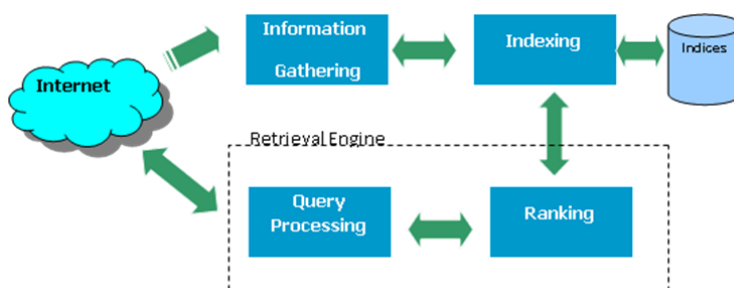 Information
Gathering
Indexing
Indices
Internet
Retrieval Engine
Query
Processing
Ranking